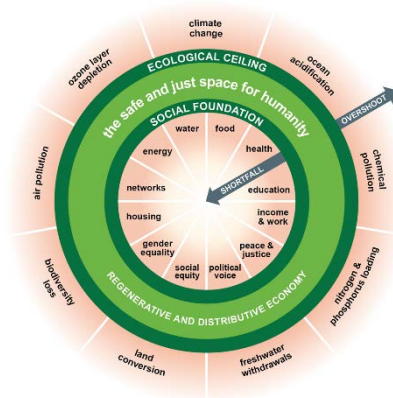 climate
change
ocean
acidification
chemical
pollution
nitrogen &
phosphorus loading
freshwater
withdrawals
land
conversion
biodiversity
loss
air pollution
ozone layer
depletion
OVERSHOOT
ECOLOGICAL CEILING
the safe and just space for humanity
SOCIAL FOUNDATION
water
food
health
SHORTFALL
education
income
& work
peace &
justice
political
voice
social
equity
gender
equality
housing
networks
energy
REGENERATIVE AND DISTRIBUTIVE ECONOMY